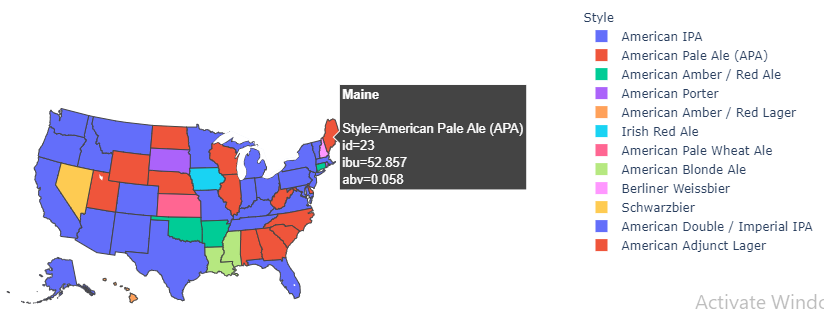 Style
American IPA
American Pale Ale (APA)
American Amber / Red Ale
American Porter
American Amber / Red Lager
Irish Red Ale
American Pale Wheat Ale
American Blonde Ale
Berliner Weissbier
Schwarzbier
American Double / Imperial IPA
American Adjunct Lager
Maine
Style=American Pale Ale (APA)
id=23
ibu=52.857
abv=0.058
Activate Windo